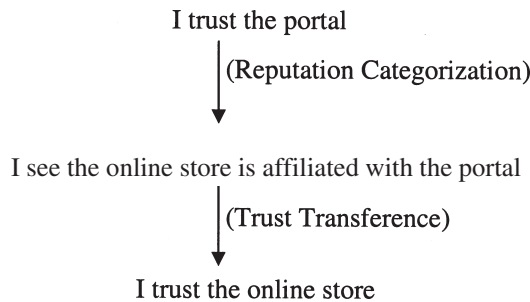 I trust the portal
(Reputation Categorization)
I see the online store is affiliated with the portal
(Trust Transference)
I trust the online store